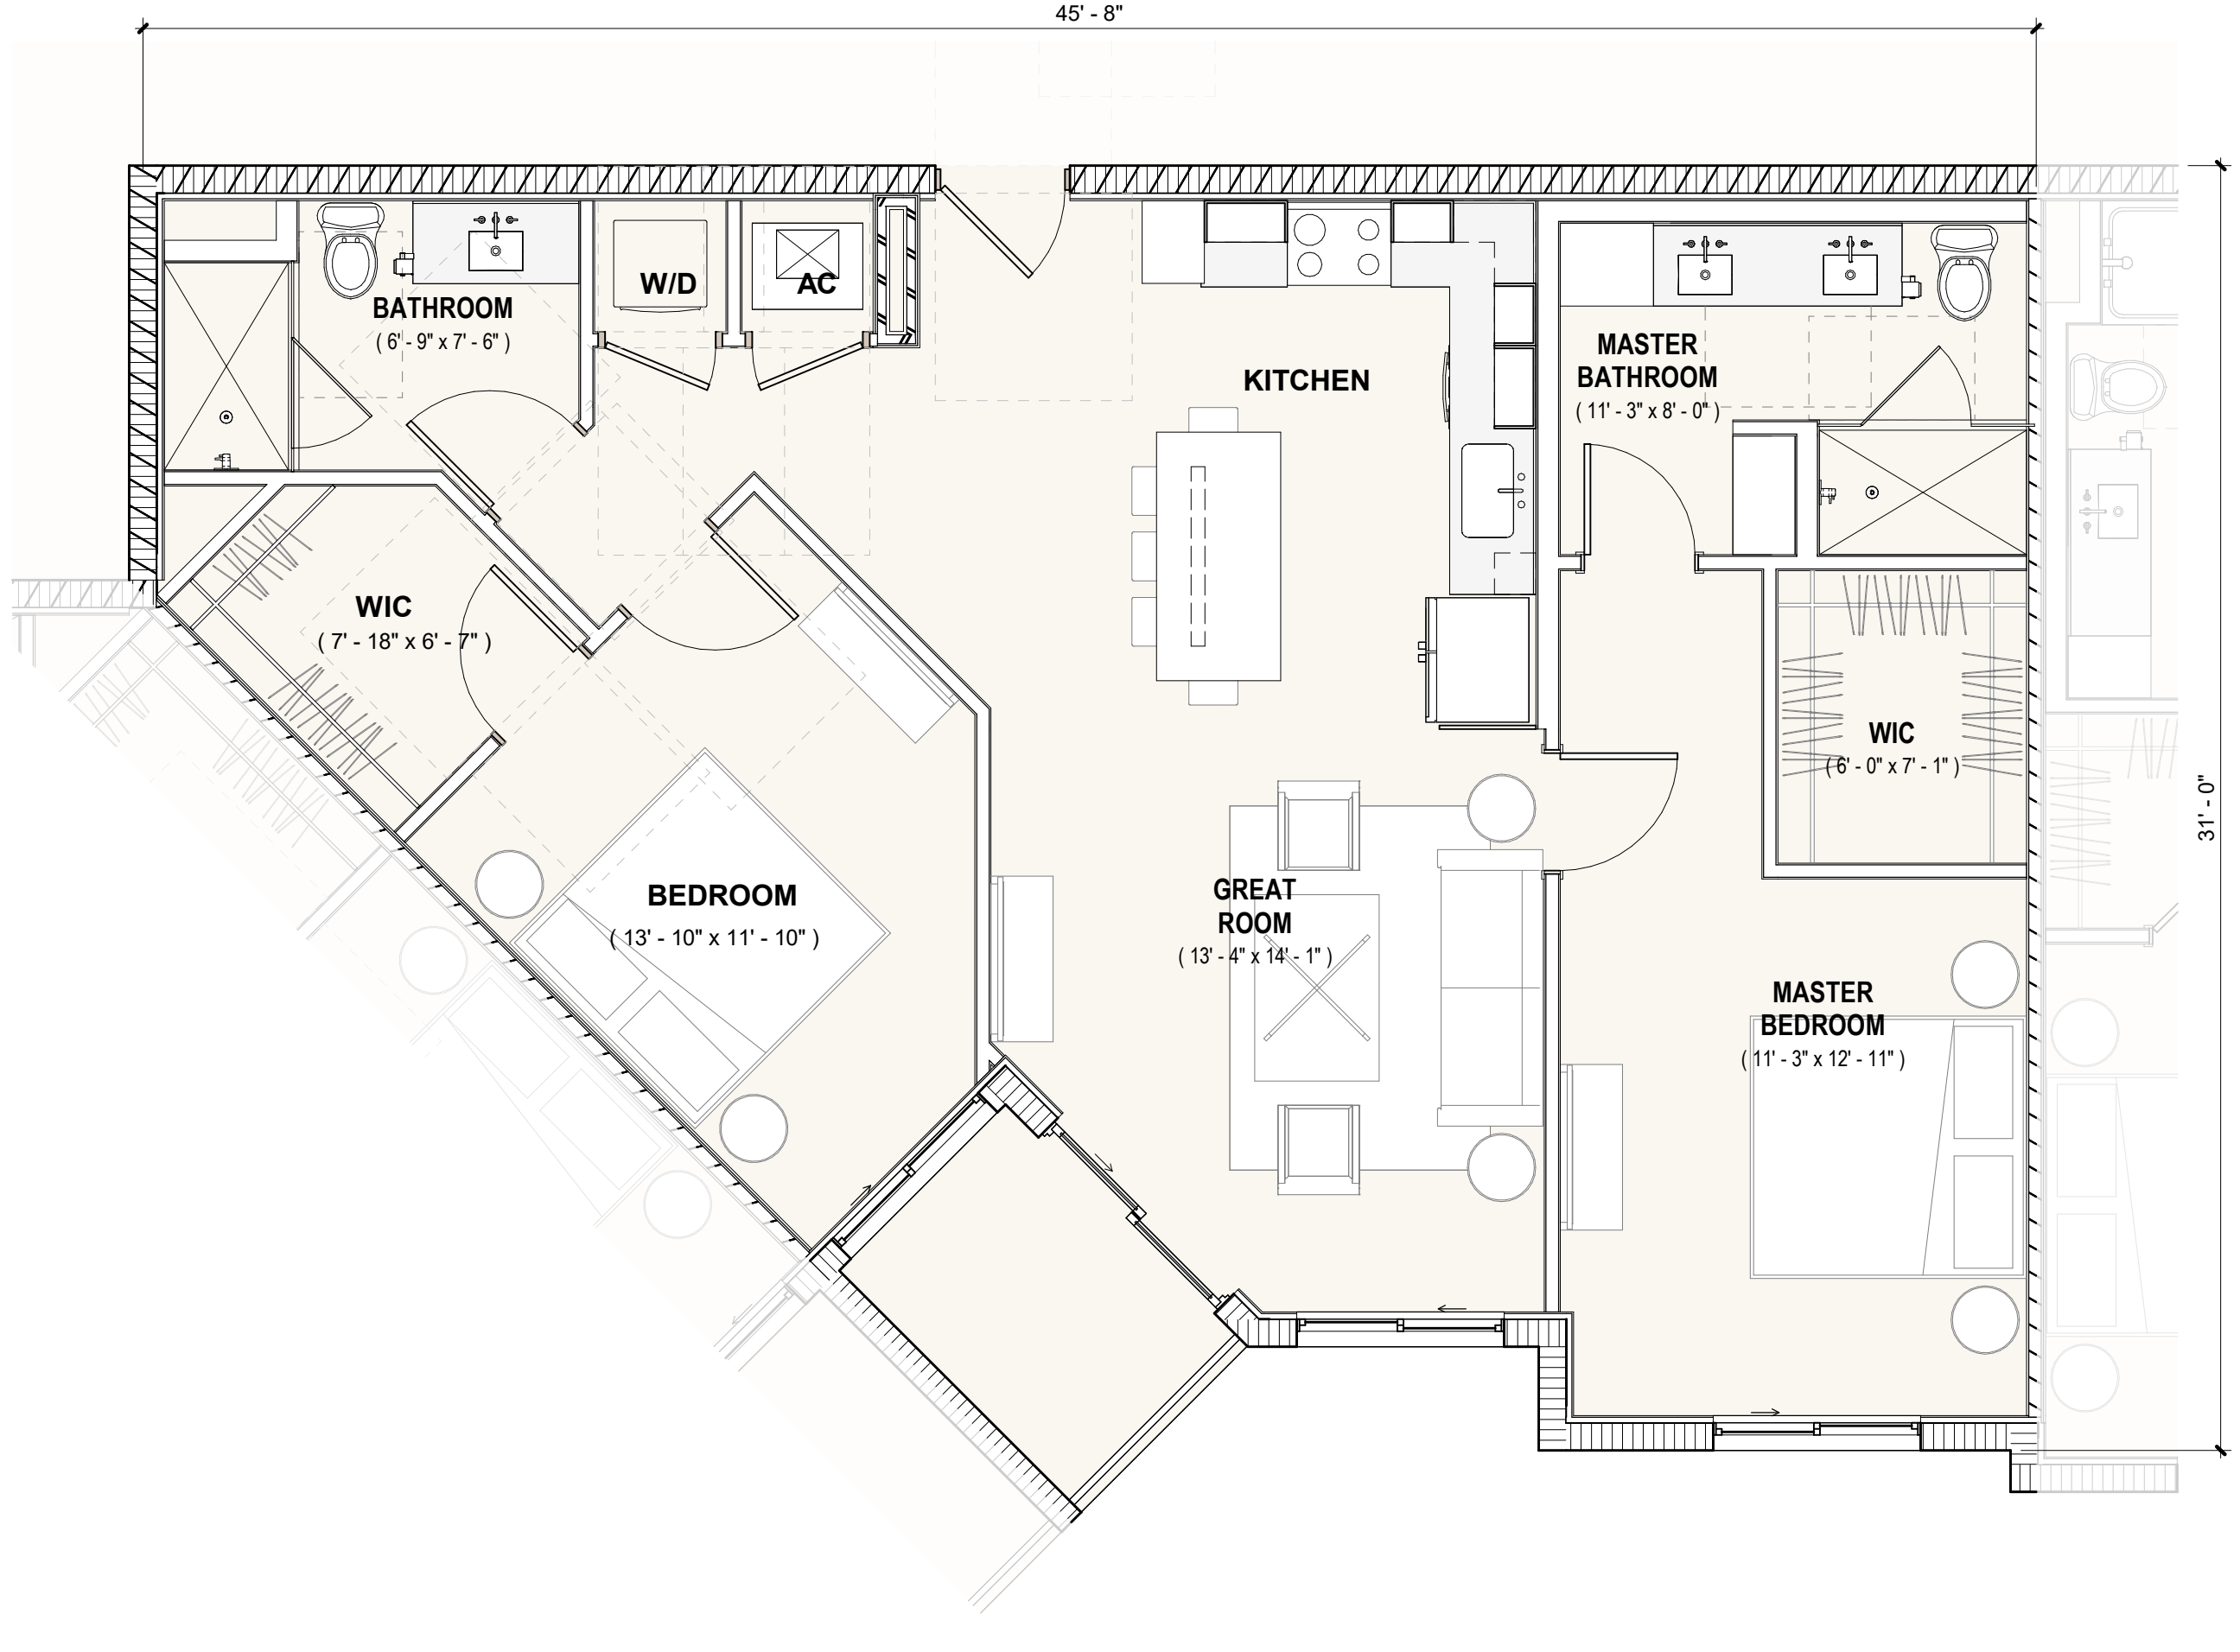 45' - 8"
W/D
AC
BATHROOM
( 6' - 9" x 7' - 6" )
MASTER
BATHROOM
( 11' - 3" x 8' - 0" )
KITCHEN
WIC
( 7' - 18" x 6' - 7" )
WIC
( 6' - 0" x 7' - 1" )
31' - 0"
BEDROOM
( 13' - 10" x 11' - 10" )
GREAT
ROOM
( 13' - 4" x 14' - 1" )
MASTER
BEDROOM
( 11' - 3" x 12' - 11" )